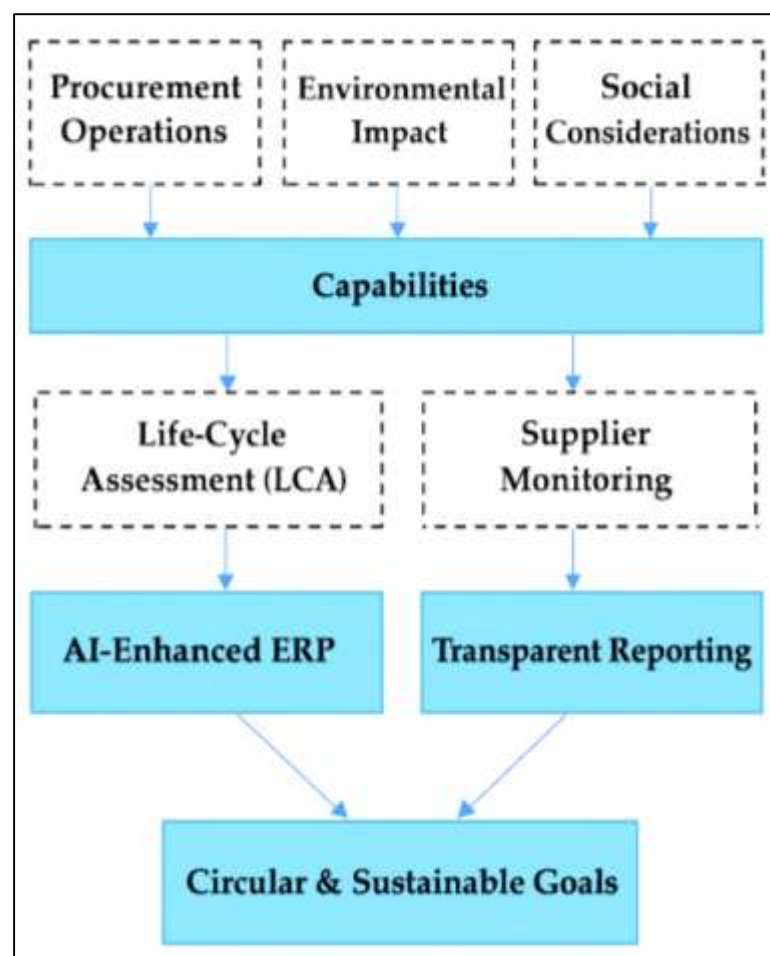 Procurement
Operations
Environmental
Impact
Social
Considerations
Capabilities
Life-Cycle
Assessment (LCA)
Supplier
Monitoring
AI-Enhanced ERP
Transparent Reporting
Circular & Sustainable Goals